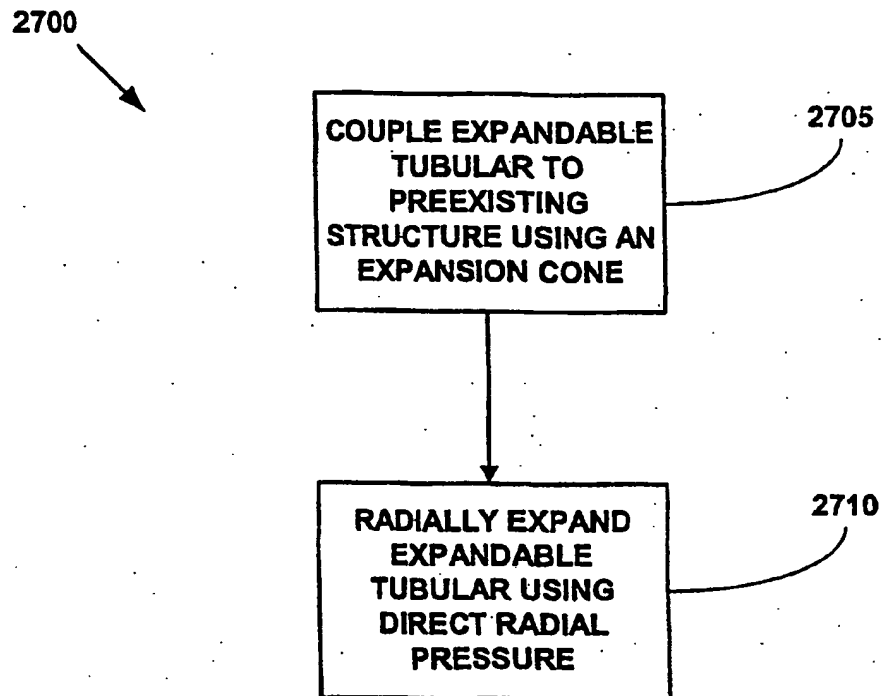 2700
2705
COUPLE EXPANDABLE
TUBULAR TO
PREEXISTING
STRUCTURE USING AN
EXPANSION CONE
2710
RADIALLY EXPAND
EXPANDABLE
TUBULAR USING
DIRECT RADIAL
PRESSURE